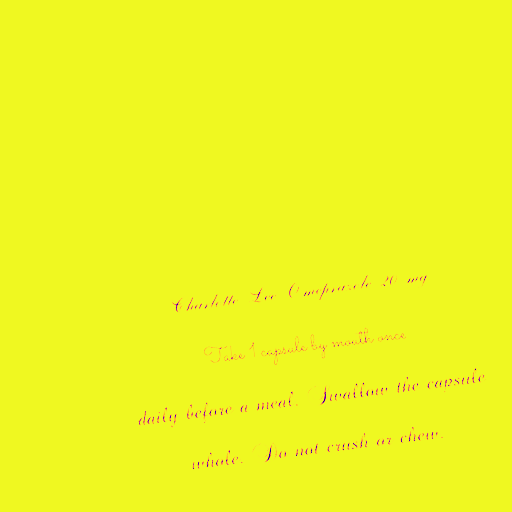 Charlotte Lee Omeprazole 20 mg
Take 1 capsule by mouth once
daily before a meal. Swallow the capsule
whole. Do not crush or chew.